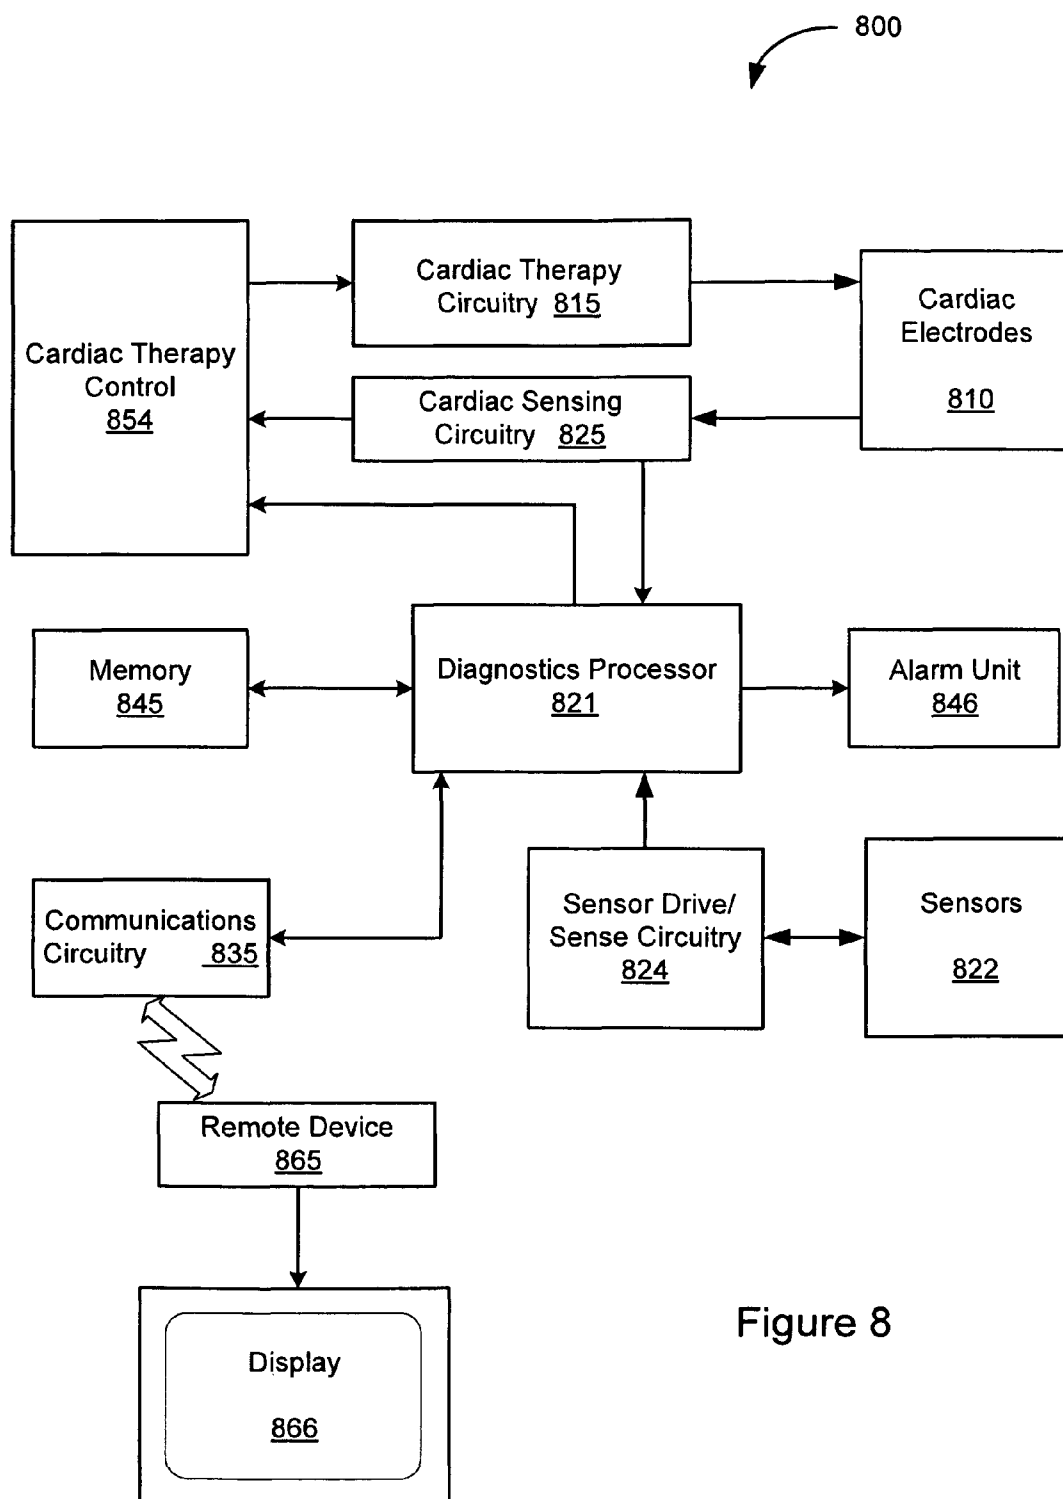 800
Cardiac Therapy
Circuitry 815
Cardiac
Electrodes
810
Cardiac Therapy
Control
854
Cardiac Sensing
Circuitry 825
Memory
845
Diagnostics Processor
821
Alarm Unit
846
Communications
Circuitry 835
Sensor Drive/
Sense Circuitry
824
Sensors
822
Remote Device
865
Display
866
Figure 8